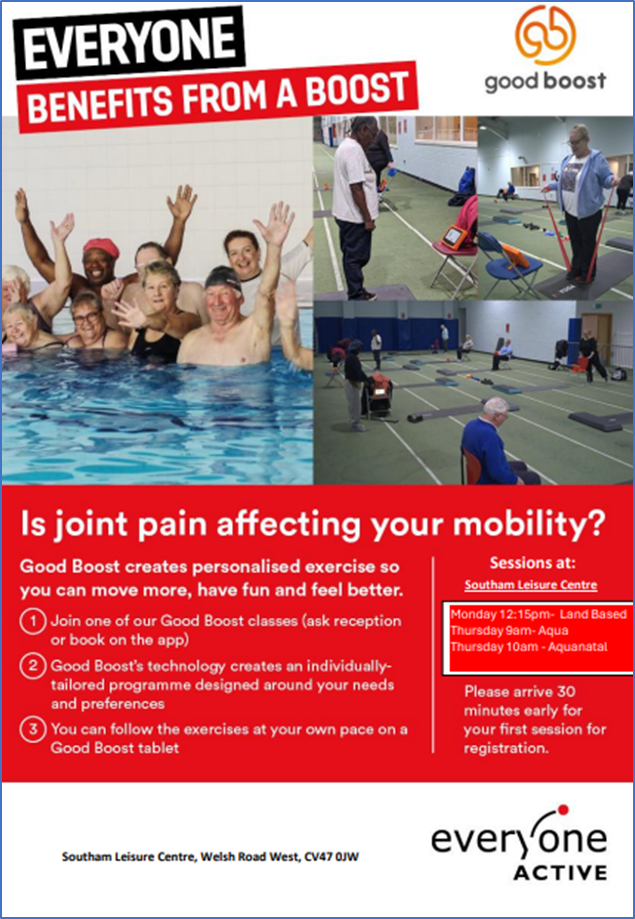 EVERYONE
BENEFITS FROM A BOOST
good boost
Is joint pain affecting your mobility?
Good Boost creates personalised exercise so
you can move more, have fun and feel better.
1 Join one of our Good Boost classes (ask reception
or book on the app)
2 Good Boost's technology creates an individually-
tailored programme designed around your needs
and preferences
3 You can follow the exercises at your own pace on a
Good Boost tablet
Sessions at:
Southam Leisure Centre
Monday 12:15pm- Land Based
Thursday 9am- Aqua
Thursday 10am - Aquanatal
Please arrive 30
minutes early for
your first session for
registration.
Southam Leisure Centre, Welsh Road West, CV47 0JW
everyone
ACTIVE